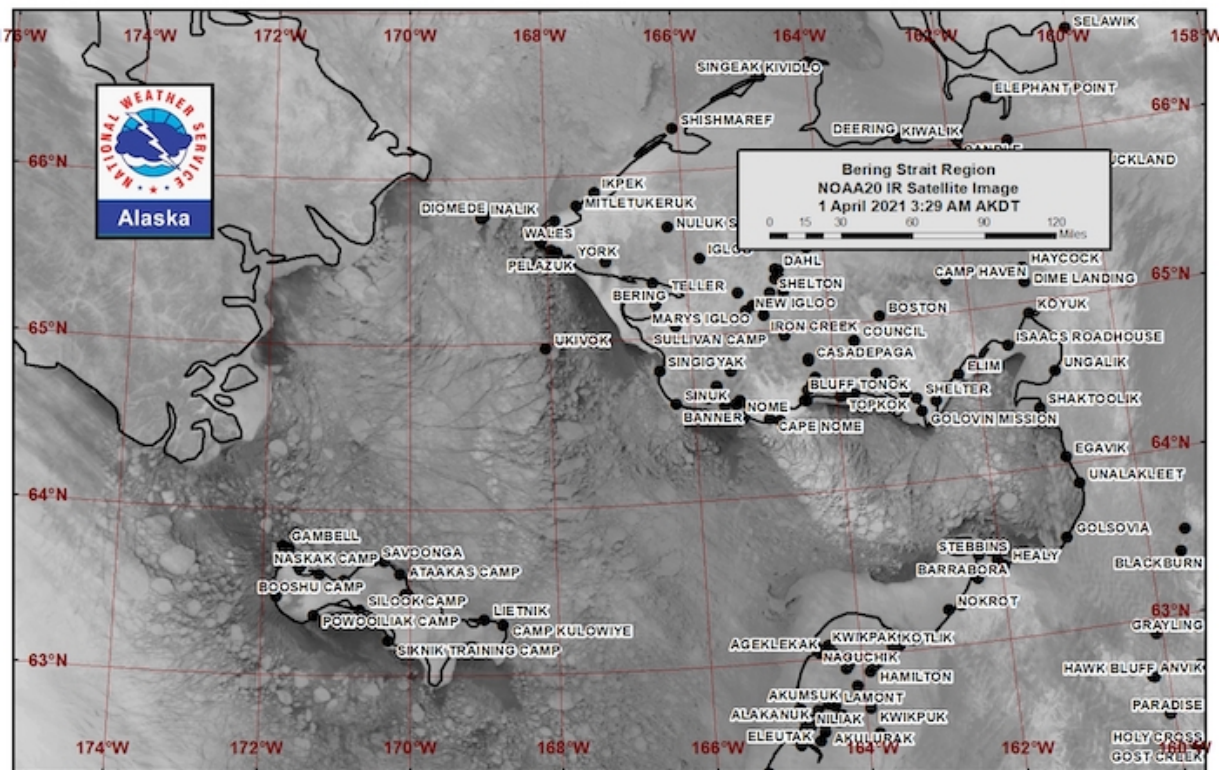 176°W 172°W 170°W 168°W 166°W 164°W 162°W 160°W 158°W
SELAWIK
SINGEAK KIVIDLO
ELEPHANT POINT
66°N
SHISHMAREF
DEERING KIWALIK
NATIONAL WEATHER SERVICE
Alaska
66°N
UCKLAND
Bering Strait Region
NOAA20 IR Satellite Image
1 April 2021 3:29 AM AKDT
0 15 30 60 90 120
Miles
IKPEK
MITLETUKERUK
DIOMEDE INALIK
NULUK S
WALES
YORK
IGLOO
PELAZUK
DAHL
HAYCOCK
65°N
CAMP HAVEN
DIME LANDING
TELLER
SHELTON
BERING
NEW IGLOO
BOSTON
KOYUK
MARYS IGLOO
IRON CREEK
COUNCIL
65°N
UKIVOK
SULLIVAN CAMP
ISAACS ROADHOUSE
CASADEPAGA
SINGIGYAK
ELIM
UNGALIK
BLUFF TONOK
SHELTER
SINUK
NOME
TOPKOK
SHAKTOOLIK
BANNER
CAPE NOME
GOLOVIN MISSION
64°N
EGAVIK
UNALAKLEET
64°N
GOLSOVIA
GAMBELL
STEBBINS
HEALY
NASKAK CAMP
SAVOONGA
BLACKBURN
ATAAKAS CAMP
BARRABORA
BOOSHU CAMP
SILOOK CAMP
NOKROT
LIETNIK
63°N
POWOOILIAK CAMP
CAMP KULOWIYE
GRAYLING
KWIKPAK
KOTLIK
AGEKLEKAK
SIKNIK TRAINING CAMP
NAGUCHIK
63°N
HAMILTON
HAWK BLUFF
ANVIK
AKUMSUK
LAMONT
PARADISE
ALAKANUK
NILIAK
KWIKPUK
ELEUTAK
AKULURAK
HOLY CROSS
174°W 172°W 170°W 168°W 166°W 164°W 162°W
GOST CREEK